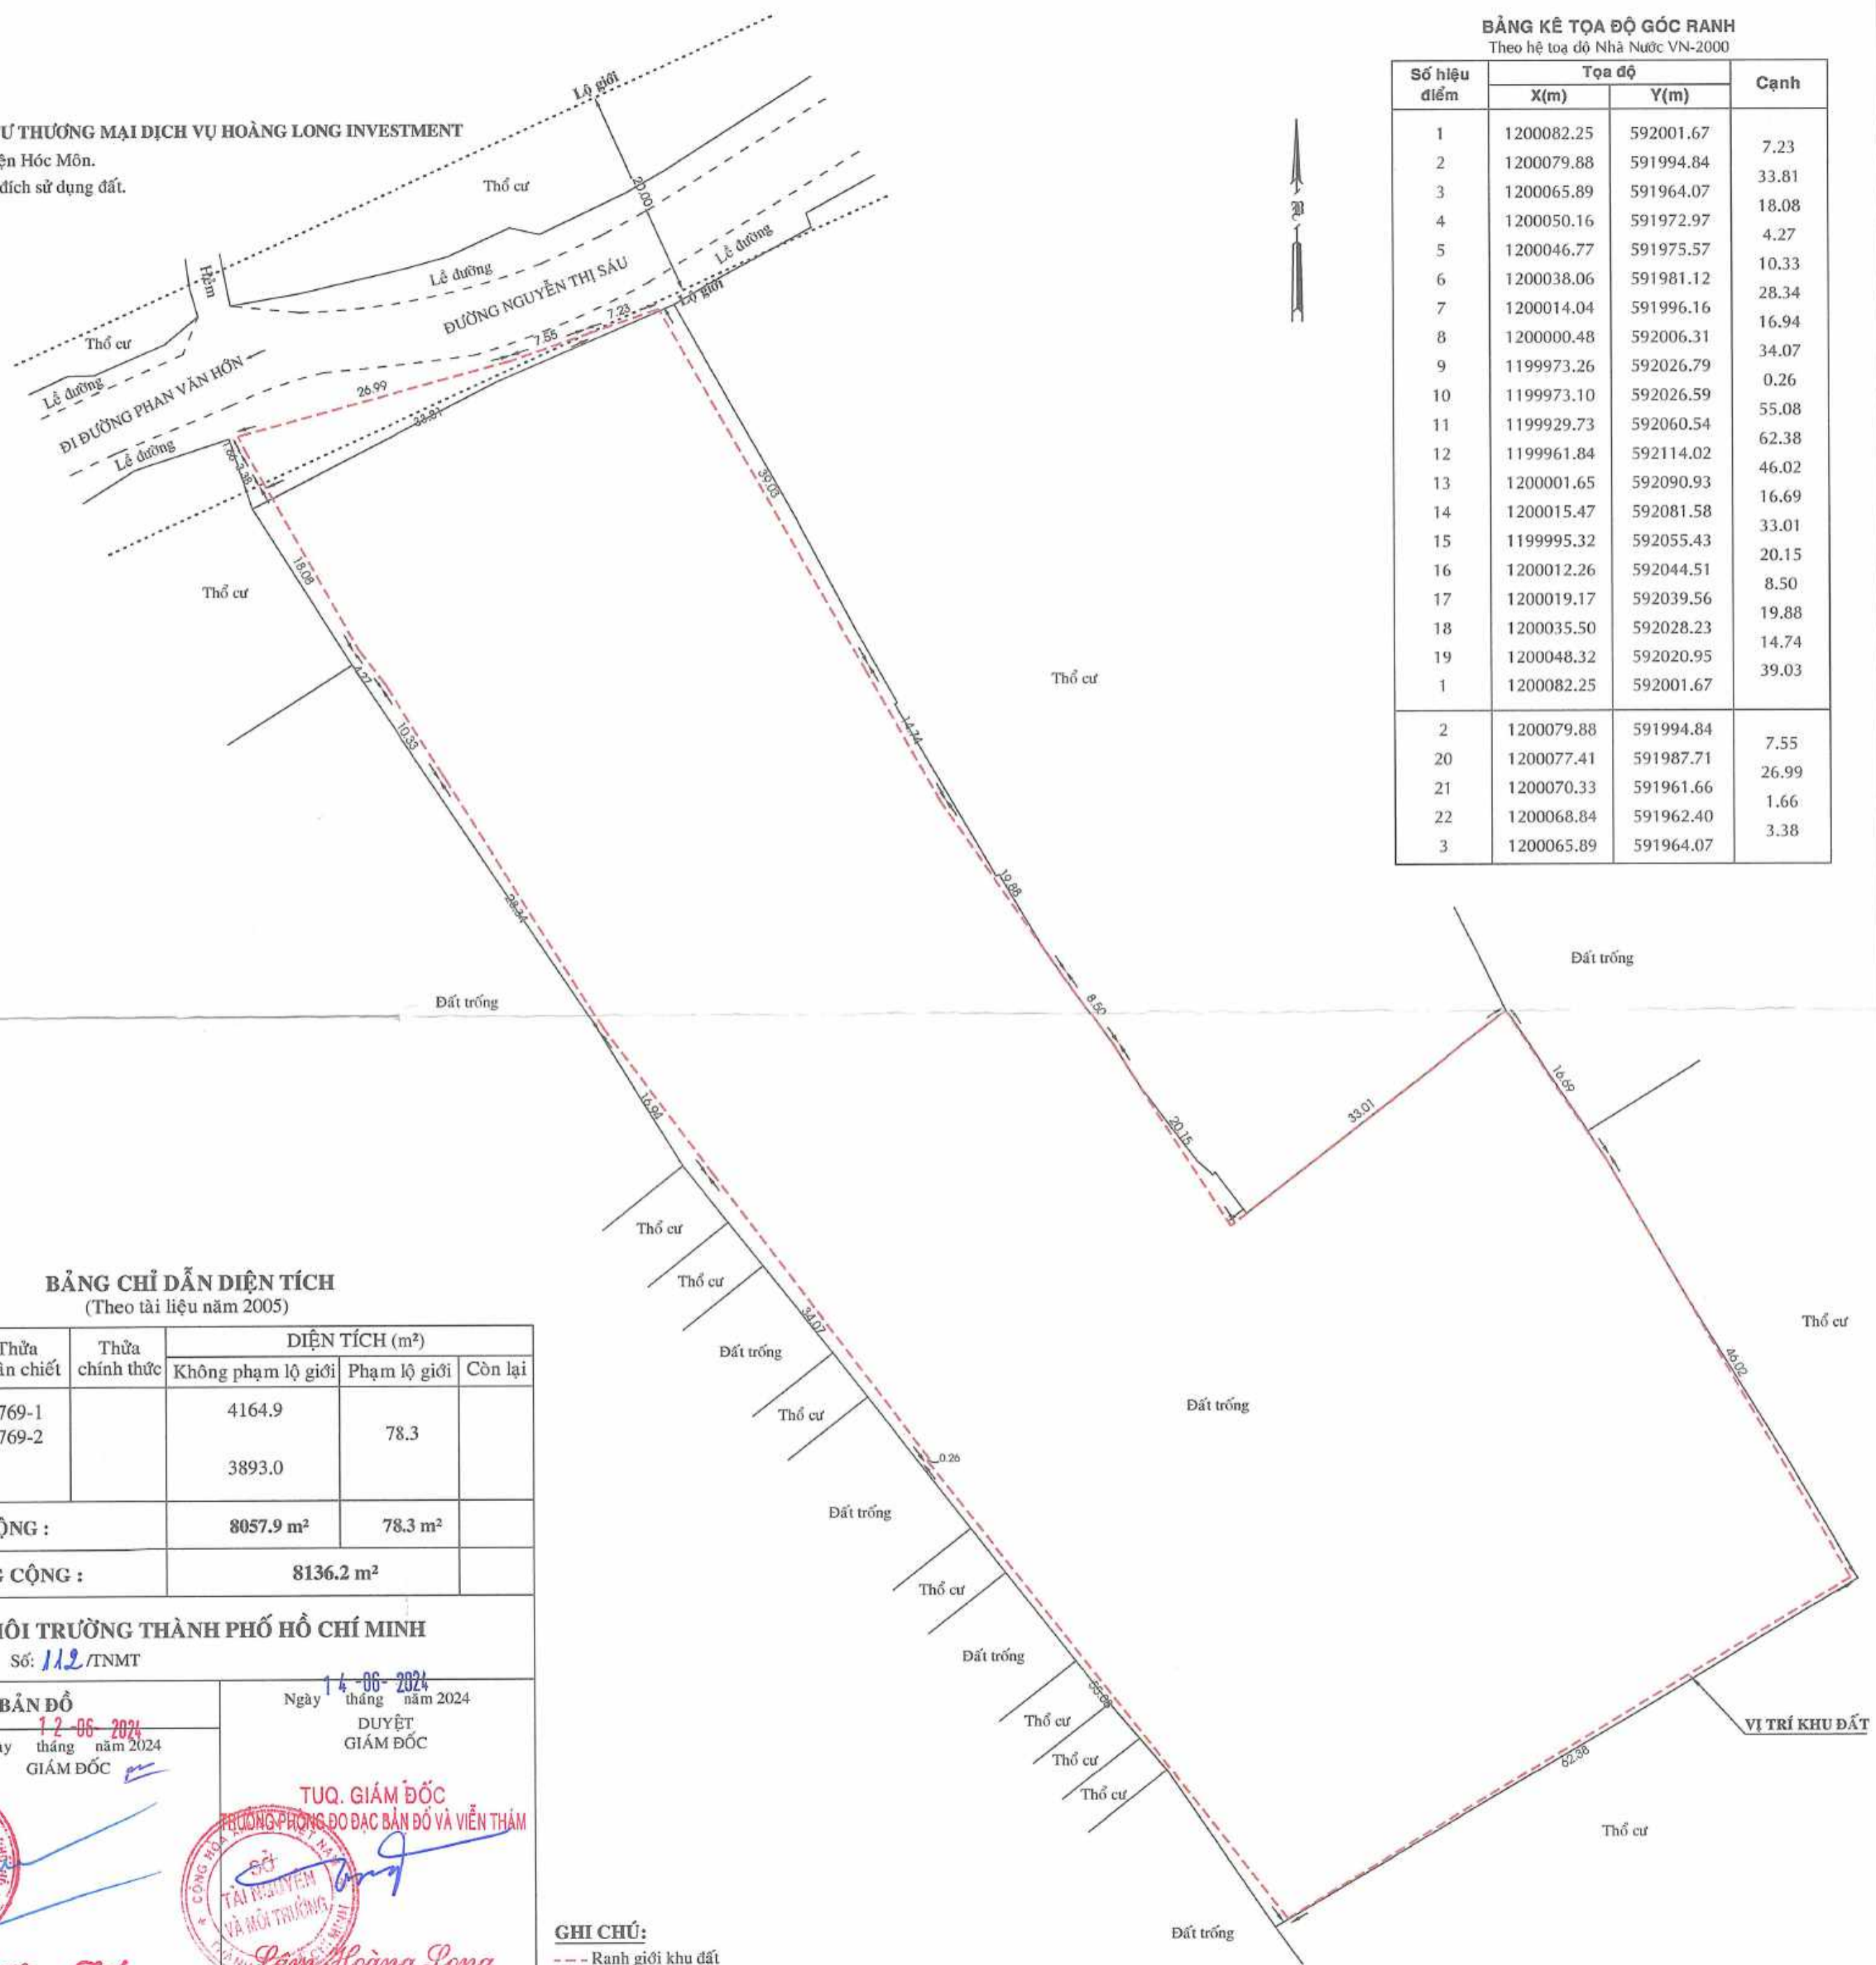 Ư THƯƠNG MẠI DỊCH VỤ HOÀNG LONG INVESTMENT
ện Hóc Môn.
đích sử dụng đất.
BẢNG KÊ TỌA ĐỘ GÓC RANH
Theo hệ toạ độ Nhà Nước VN-2000
Số hiệu điểm Tọa độ Cạnh
X(m) Y(m)
1 1200082.25 592001.67
7.23
2 1200079.88 591994.84
33.81
3 1200065.89 591964.07
18.08
4 1200050.16 591972.97
4.27
5 1200046.77 591975.57
10.33
6 1200038.06 591981.12
28.34
7 1200014.04 591996.16
16.94
8 1200000.48 592006.31
34.07
9 1199973.26 592026.79
0.26
10 1199973.10 592026.59
55.08
11 1199929.73 592060.54
62.38
12 1199961.84 592114.02
46.02
13 1200001.65 592090.93
16.69
14 1200015.47 592081.58
33.01
15 1199995.32 592055.43
20.15
16 1200012.26 592044.51
8.50
17 1200019.17 592039.56
19.88
18 1200035.50 592028.23
14.74
19 1200048.32 592020.95
39.03
1 1200082.25 592001.67
2 1200079.88 591994.84
7.55
20 1200077.41 591987.71
26.99
21 1200070.33 591961.66
1.66
22 1200068.84 591962.40
3.38
3 1200065.89 591964.07
Lộ giới
Thổ cư
20.00
Hẻm
Lề đường
Lề đường
ĐƯỜNG NGUYỄN THỊ SÁU
Lộ giới
7.23
7.55
Thổ cư
Lề đường
ĐI ĐƯỜNG PHAN VĂN HỚN
26.99
33.81
Lề đường
1.66
3.38
39.03
18.08
Thổ cư
4.27
Thổ cư
10.33
14.74
28.34
19.88
Đất trống
Đất trống
8.50
16.69
16.94
33.01
20.15
Thổ cư
Thổ cư
34.07
Thổ cư
Đất trống
46.02
Đất trống
Thổ cư
0.26
Đất trống
Thổ cư
Đất trống
55.08
Thổ cư
Thổ cư
Thổ cư
VỊ TRÍ KHU ĐẤT
62.38
Thổ cư
Đất trống
BẢNG CHỈ DẪN DIỆN TÍCH
(Theo tài liệu năm 2005)
Thửa Thửa DIỆN TÍCH (m²)
n chiết chính thức Không phạm lộ giới Phạm lộ giới Còn lại
769-1 4164.9
769-2 78.3
3893.0
ỘNG : 8057.9 m² 78.3 m²
G CỘNG : 8136.2 m²
ÔI TRƯỜNG THÀNH PHỐ HỒ CHÍ MINH
Số: 112 /TNMT
BẢN ĐỒ
12 -06- 2024
y tháng năm 2024
GIÁM ĐỐC
14 -06- 2024
Ngày tháng năm 2024
DUYỆT
GIÁM ĐỐC
TUQ. GIÁM ĐỐC
TRƯỞNG PHÒNG ĐO ĐẠC BẢN ĐỒ VÀ VIỄN THÁM
SỞ
TÀI NGUYÊN
VÀ MÔI TRƯỜNG
Lâm Hoàng Long
GHI CHÚ:
--- Ranh giới khu đất